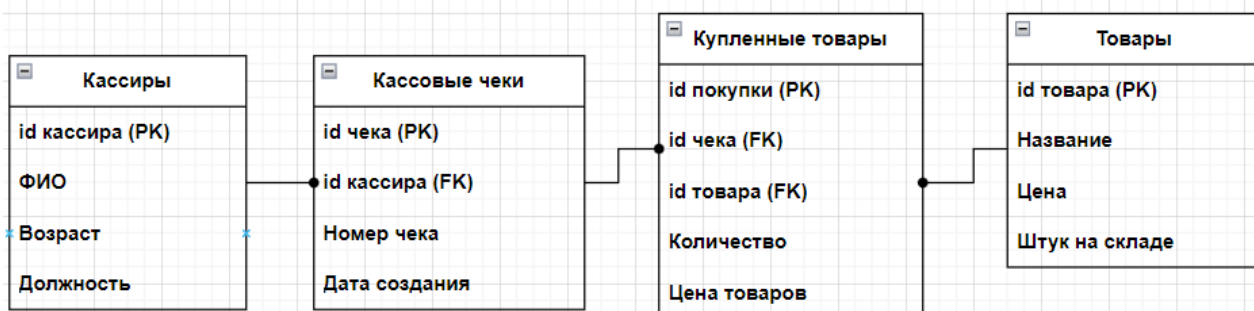 Кассиры
id кассира (PK)
ФИО
Возраст
Должность
Кассовые чеки
id чека (PK)
id кассира (FK)
Номер чека
Дата создания
Купленные товары
id покупки (PK)
id чека (FK)
id товара (FK)
Количество
Цена товаров
Товары
id товара (PK)
Название
Цена
Штук на складе